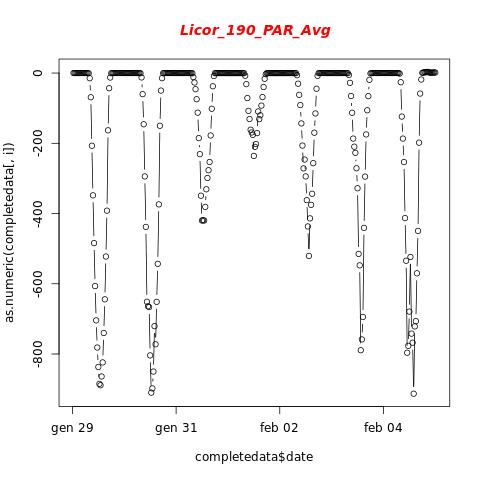 Licor_190_PAR_Avg
as.numeric(completedata[, i])
0
-200
-400
-600
-800
gen 29
gen 31
feb 02
feb 04
completedata$date